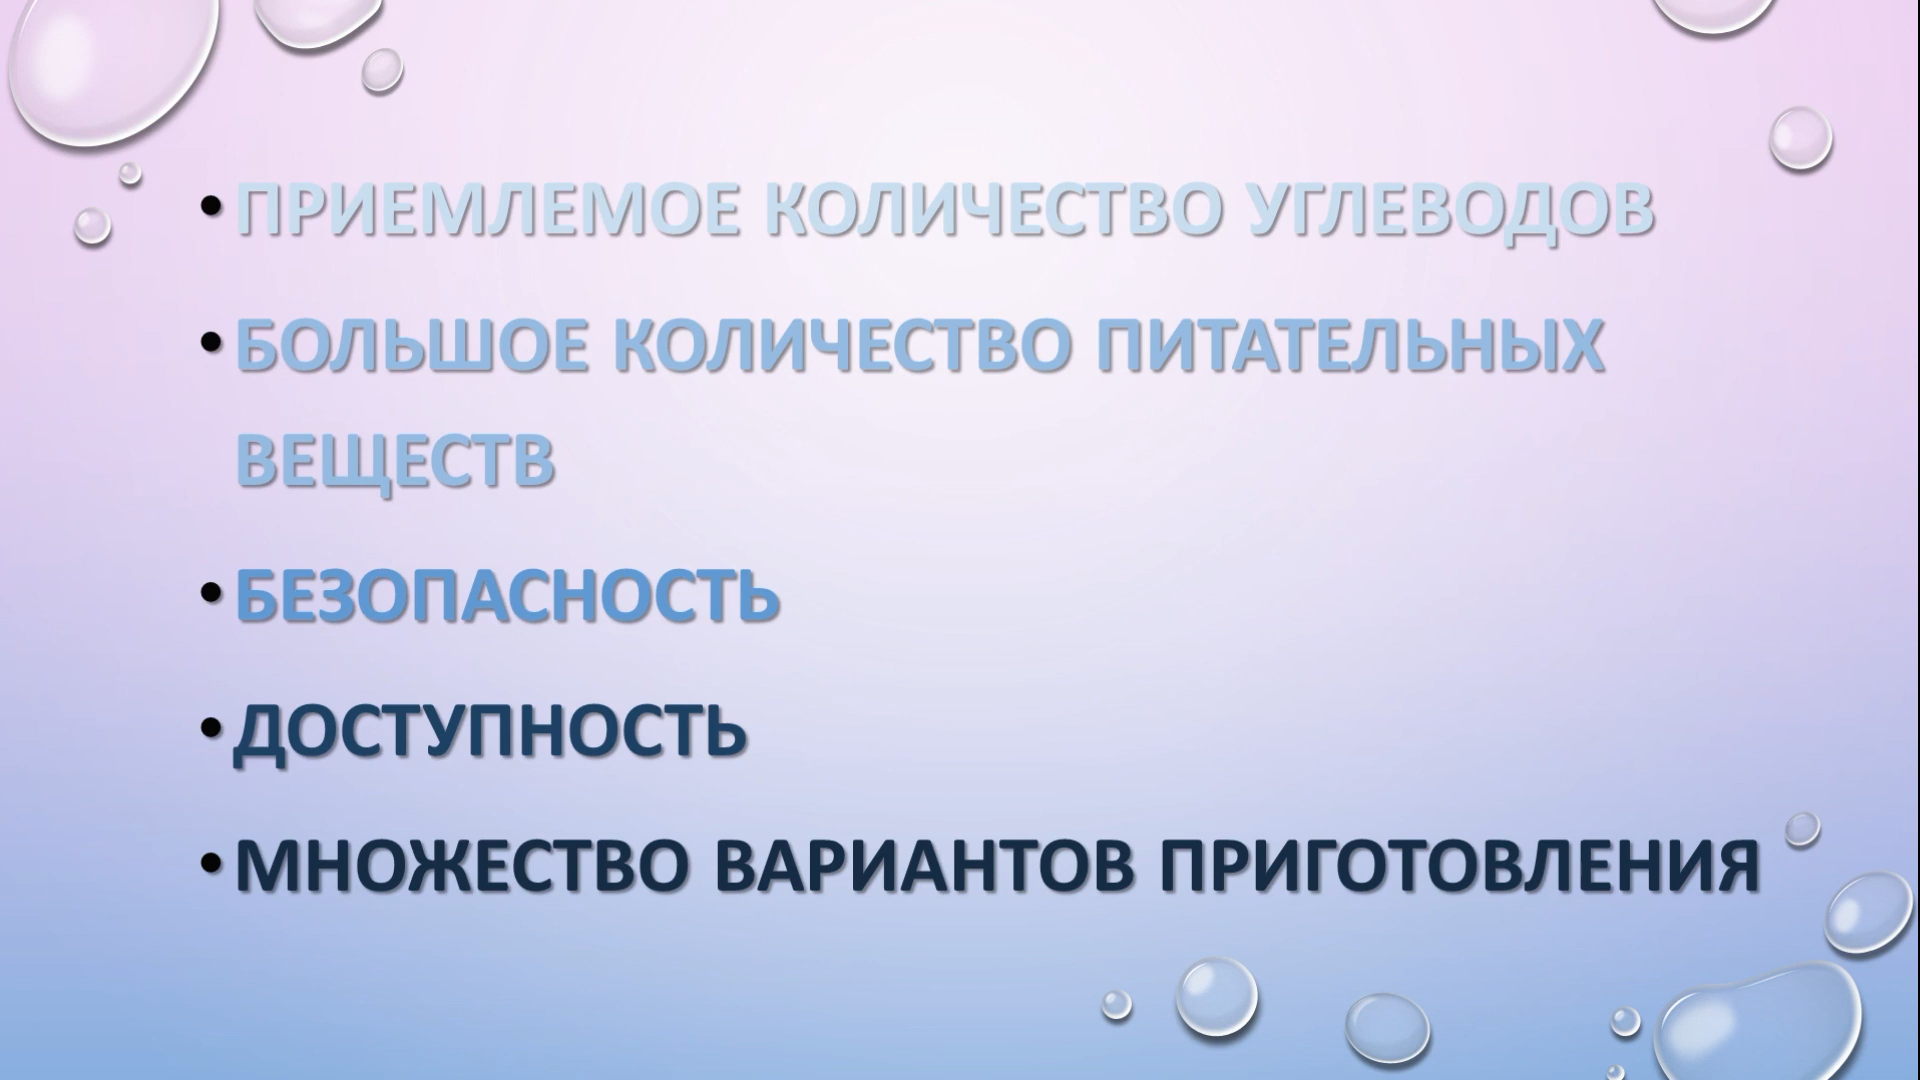 • ПРИЕМЛЕМОЕ КОЛИЧЕСТВО УГЛЕВОДОВ
• БОЛЬШОЕ КОЛИЧЕСТВО ПИТАТЕЛЬНЫХ
ВЕЩЕСТВ
• БЕЗОПАСНОСТЬ
• ДОСТУПНОСТЬ
• МНОЖЕСТВО ВАРИАНТОВ ПРИГОТОВЛЕНИЯ